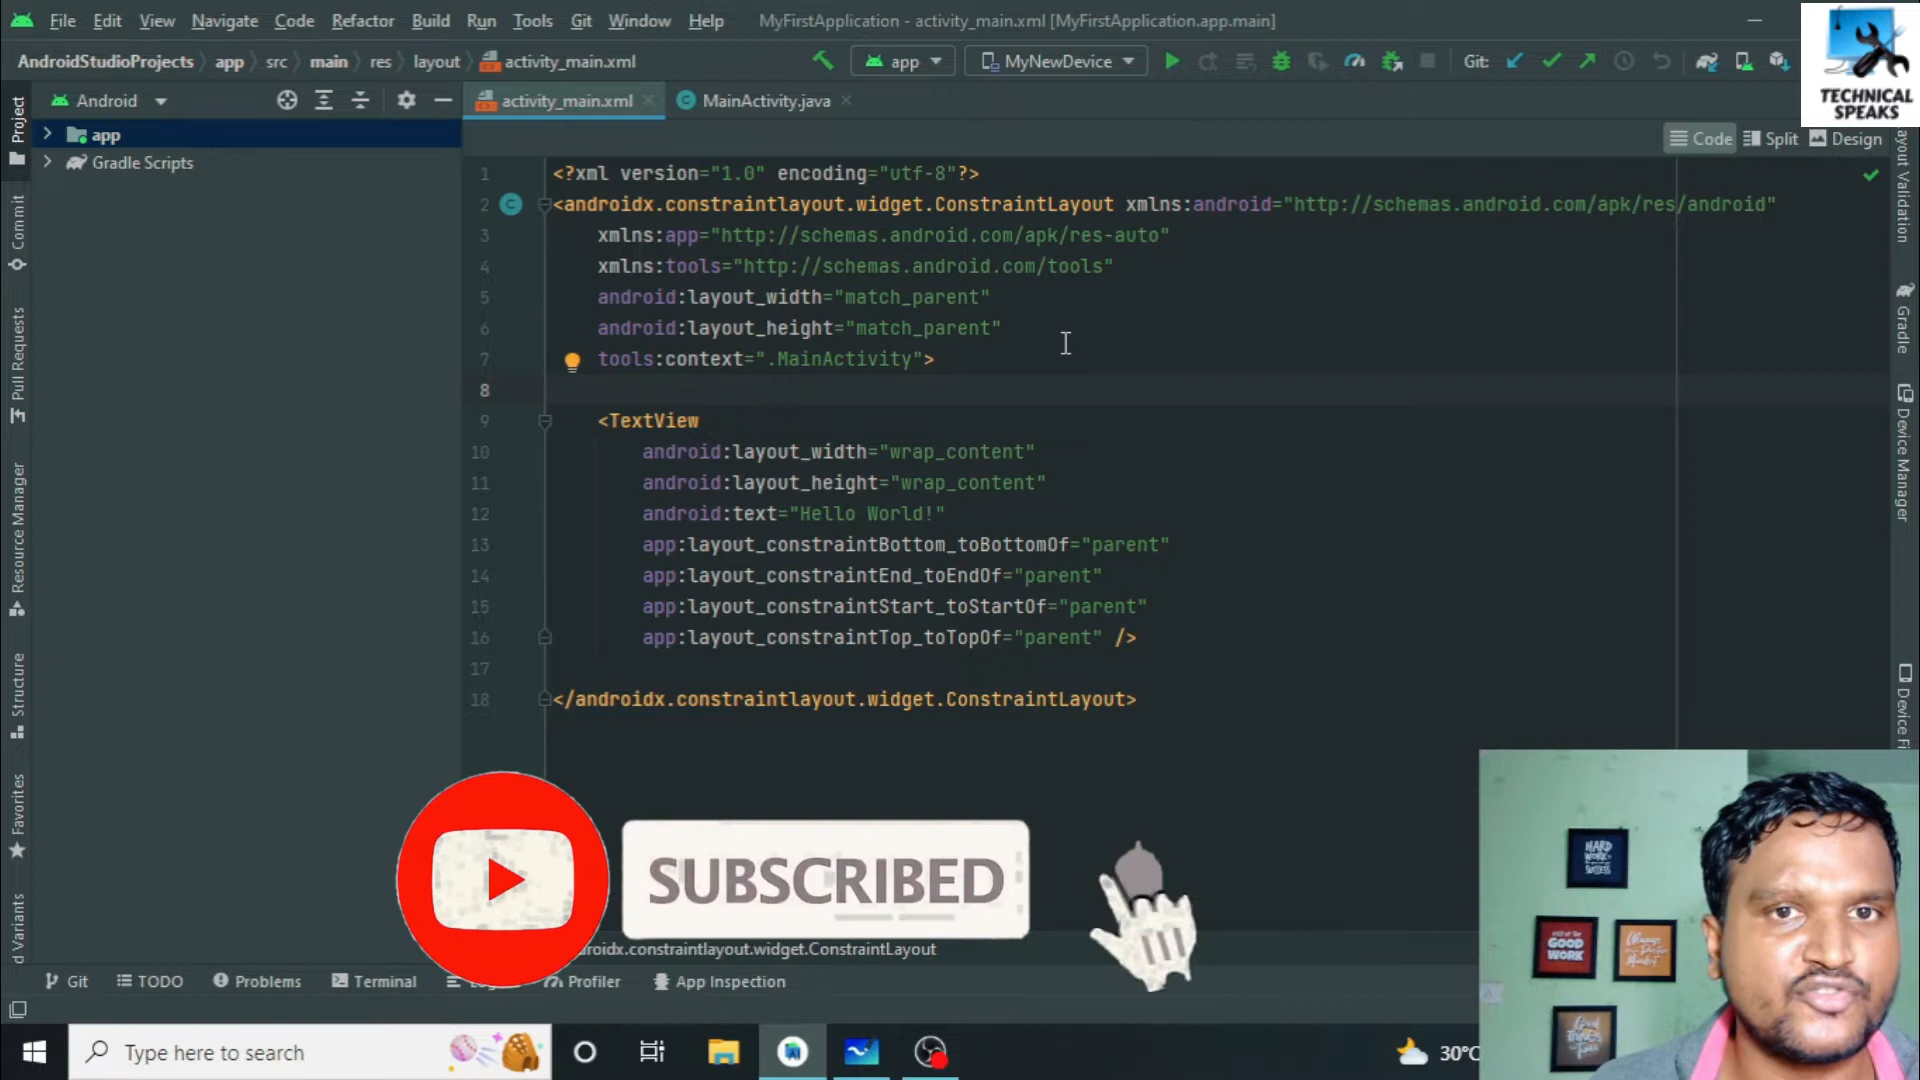 File Edit View Navigate Code Refactor Build Run Tools Git Window Help MyFirstApplication - activity_main.xml [MyFirstApplication.app.main]
AndroidStudioProjects app src main res layout activity_main.xml app MyNewDevice Git:
TECHNICAL
SPEAKS
Android activity_main.xml MainActivity.java
Code Split Design
app
Gradle Scripts
Project
Commit
Pull Requests
Resource Manager
Structure
Favorites
d Variants
1 <?xml version="1.0" encoding="utf-8"?>
2 <androidx.constraintlayout.widget.ConstraintLayout xmlns:android="http://schemas.android.com/apk/res/android"
3 xmlns:app="http://schemas.android.com/apk/res-auto"
4 xmlns:tools="http://schemas.android.com/tools"
5 android:layout_width="match_parent"
6 android:layout_height="match_parent"
7 tools:context=".MainActivity">
8
9 <TextView
10 android:layout_width="wrap_content"
11 android:layout_height="wrap_content"
12 android:text="Hello World!"
13 app:layout_constraintBottom_toBottomOf="parent"
14 app:layout_constraintEnd_toEndOf="parent"
15 app:layout_constraintStart_toStartOf="parent"
16 app:layout_constraintTop_toTopOf="parent" />
17
18 </androidx.constraintlayout.widget.ConstraintLayout>
ayout Validation
Gradle
Device Manager
Device Fi
SUBSCRIBED
roidx.constraintlayout.widget.ConstraintLayout
HARD
WORK
SUCCESS
GOOD
WORK
Git TODO Problems Terminal Profiler App Inspection
Type here to search
30°C